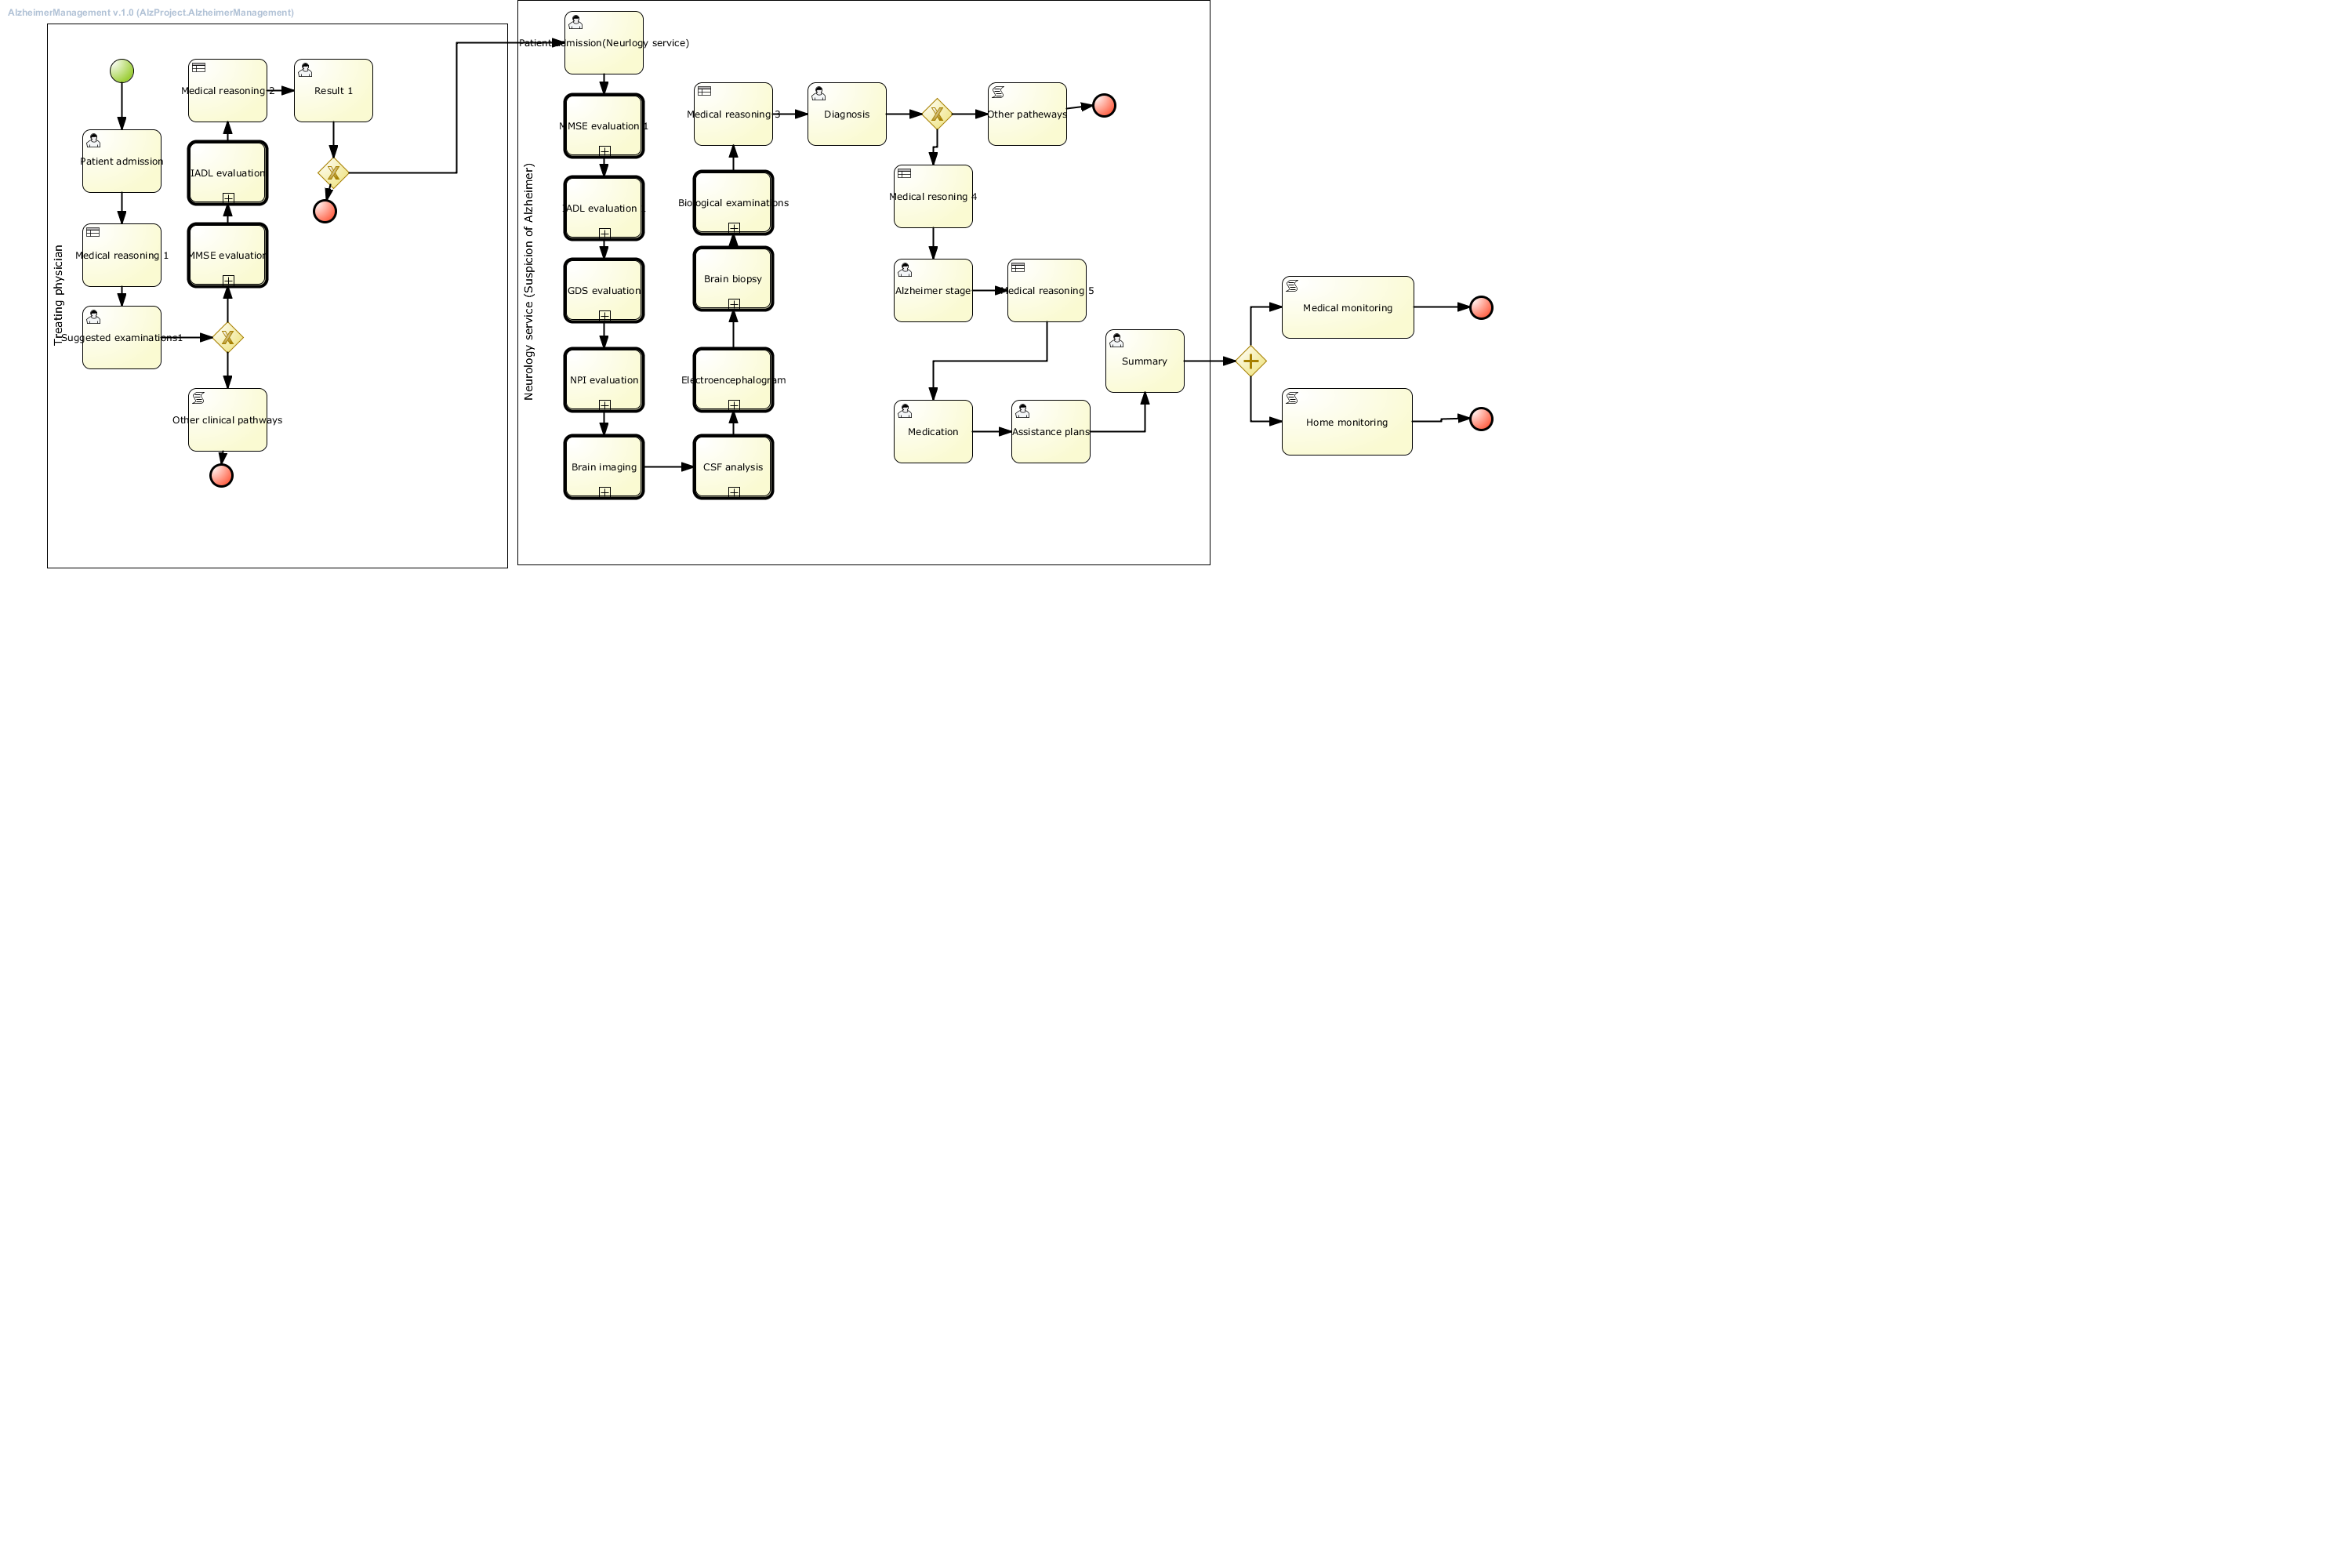 AlzheimerManagement v.1.0 (AlzProject.AlzheimerManagement)
Treating physician
Patient admission
Medical reasoning 1
Suggested examinations1
Other clinical pathways
MMSE evaluation
IADL evaluation
Medical reasoning 2
Result 1
Neurology service (Suspicion of Alzheimer)
Patient admission(Neurlogy service)
MMSE evaluation 1
IADL evaluation 1
GDS evaluation
NPI evaluation
Brain imaging
CSF analysis
Electroencephalogram
Brain biopsy
Biological examinations
Medical reasoning 3
Diagnosis
Other patheways
Medical resoning 4
Alzheimer stage
Medical reasoning 5
Medication
Assistance plans
Summary
Medical monitoring
Home monitoring